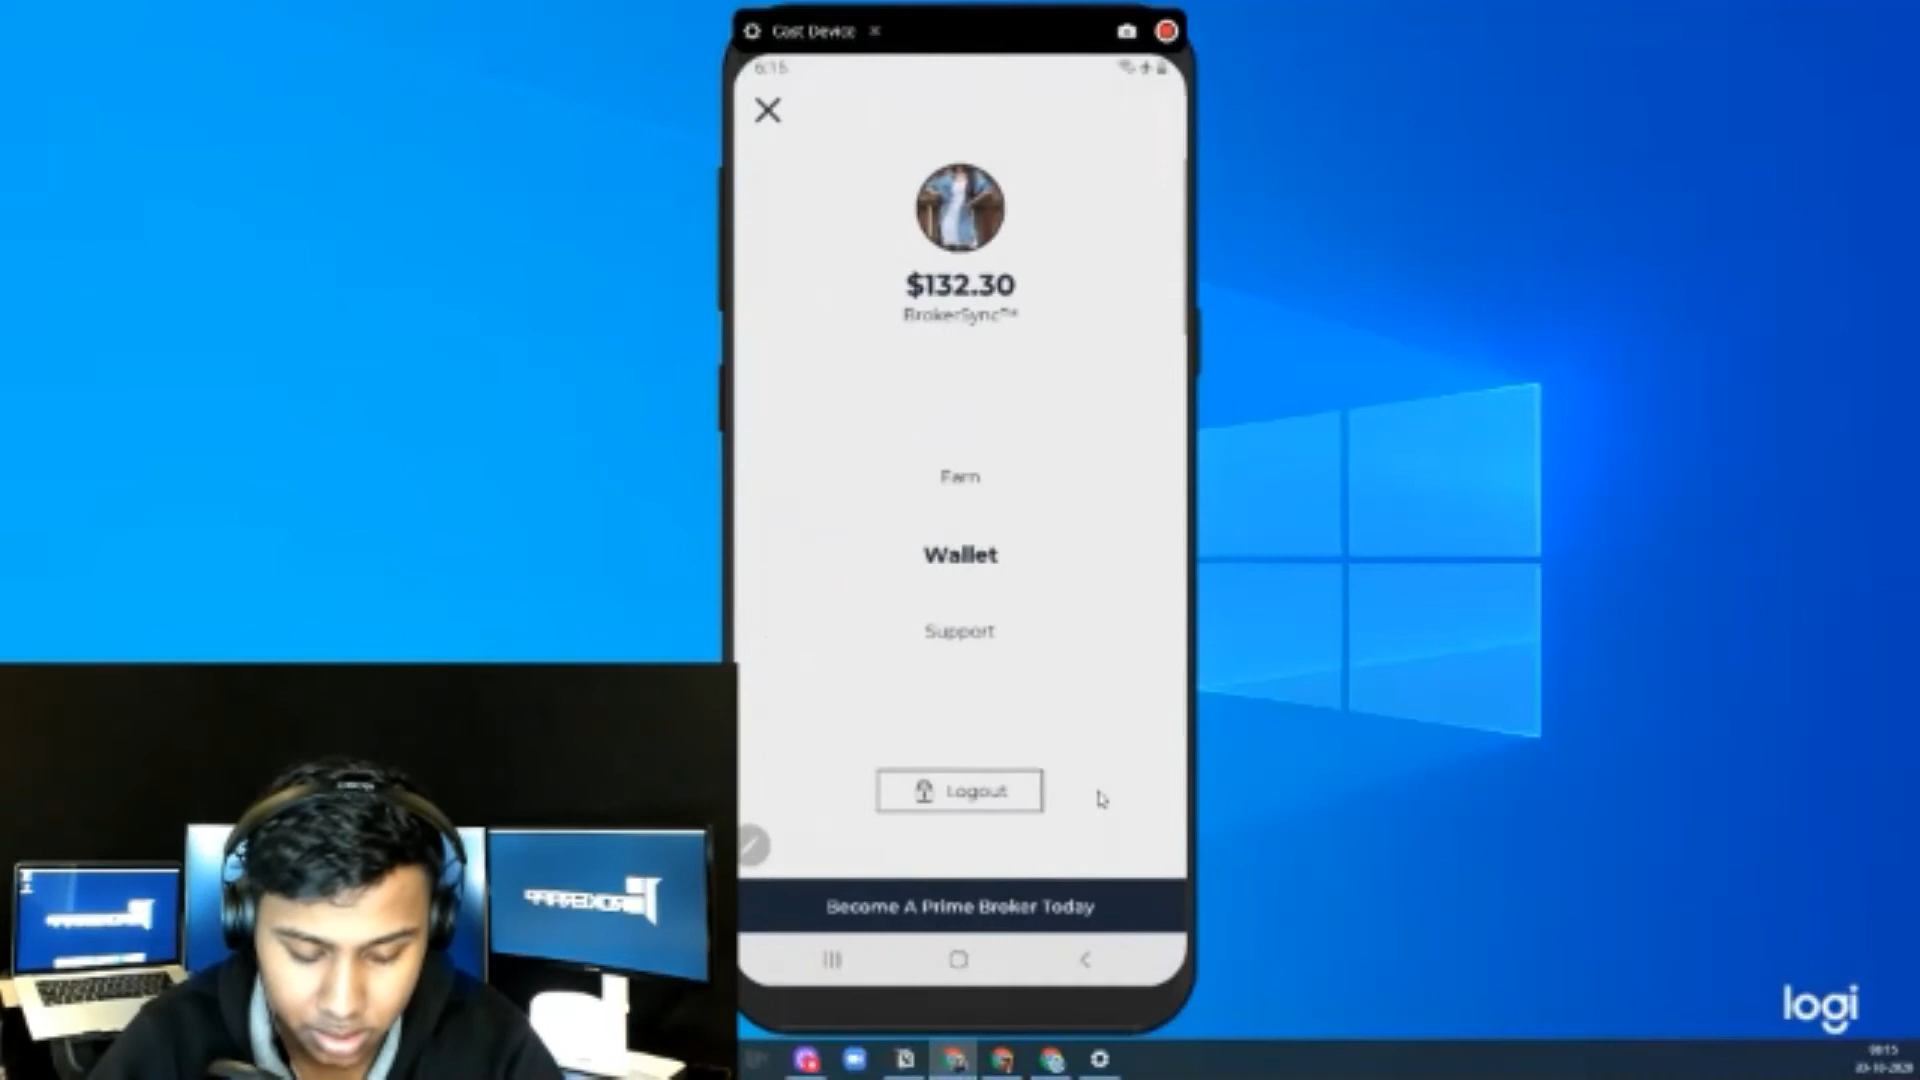 Cast Device
6:15
$132.30
BrokerSync™
Earn
Wallet
Support
Logout
Become A Prime Broker Today
logi